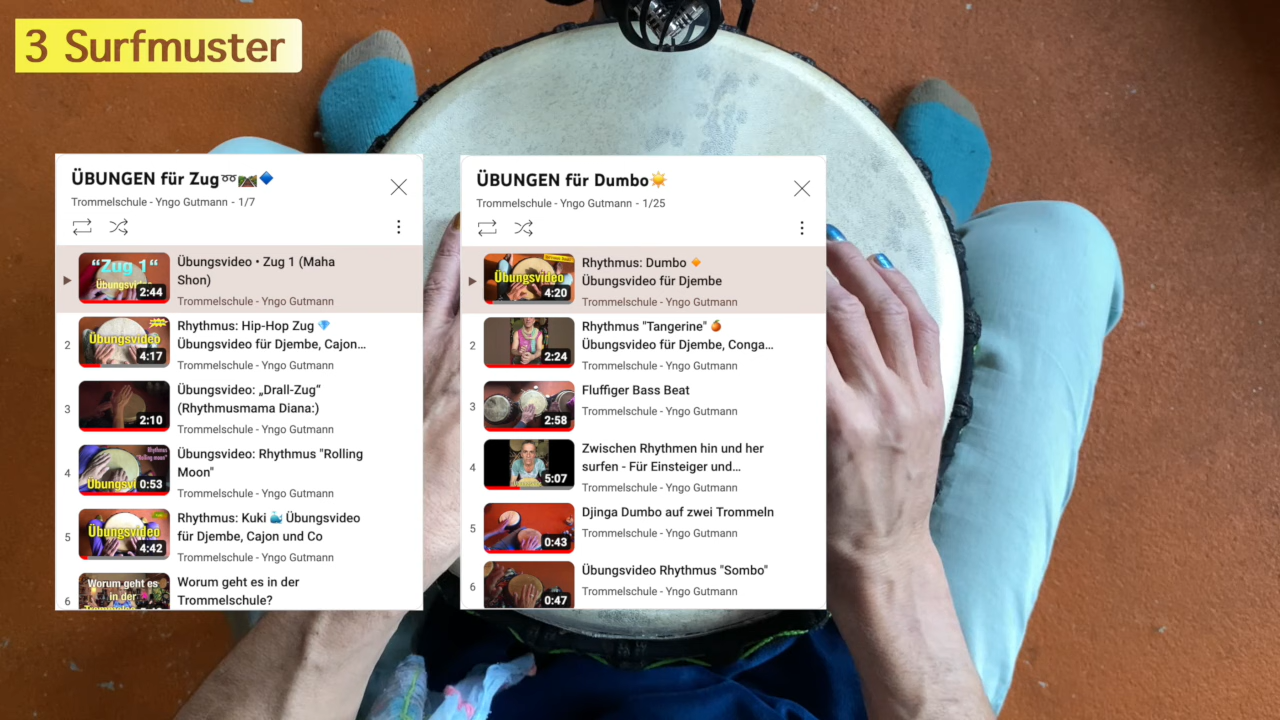 3 Surfmuster
ÜBUNGEN für Zug➿🛤️🔷
Trommelschule - Yngo Gutmann - 1/7
"Zug 1"
Übungsvi
2:44
Übungsvideo • Zug 1 (Maha
Shon)
Trommelschule - Yngo Gutmann
2
Übungsvideo
4:17
Rhythmus: Hip-Hop Zug 💎
Übungsvideo für Djembe, Cajon...
Trommelschule - Yngo Gutmann
3
2:10
Übungsvideo: „Drall-Zug“
(Rhythmusmama Diana:)
Trommelschule - Yngo Gutmann
4
Rhythmus
"Rolling moon"
Übungsvi
0:53
Übungsvideo: Rhythmus "Rolling
Moon"
Trommelschule - Yngo Gutmann
5
Übungsvideo
4:42
Rhythmus: Kuki 🐳 Übungsvideo
für Djembe, Cajon und Co
Trommelschule - Yngo Gutmann
6
Worum geht es
in der
Worum geht es in der
Trommelschule?
ÜBUNGEN für Dumbo☀️
Trommelschule - Yngo Gutmann - 1/25
Übungsvideo
4:20
Rhythmus: Dumbo 🔸
Übungsvideo für Djembe
Trommelschule - Yngo Gutmann
2
2:24
Rhythmus "Tangerine" 🍊
Übungsvideo für Djembe, Conga...
Trommelschule - Yngo Gutmann
3
2:58
Fluffiger Bass Beat
Trommelschule - Yngo Gutmann
4
5:07
Zwischen Rhythmen hin und her
surfen - Für Einsteiger und...
Trommelschule - Yngo Gutmann
5
0:43
Djinga Dumbo auf zwei Trommeln
Trommelschule - Yngo Gutmann
6
0:47
Übungsvideo Rhythmus "Sombo"
Trommelschule - Yngo Gutmann